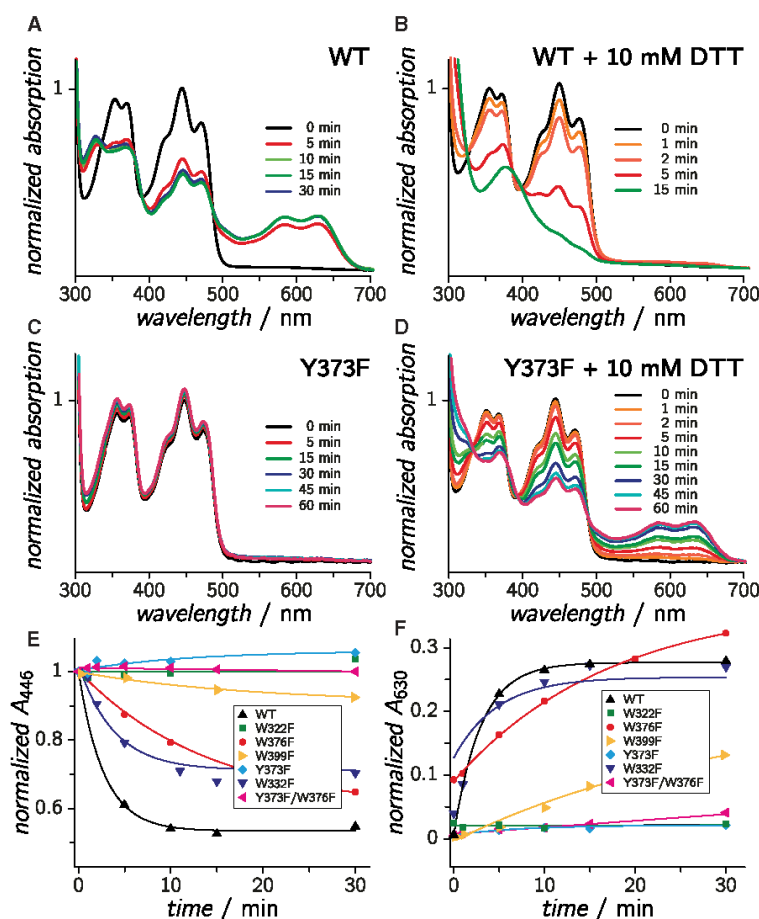 A
WT
normalized absorption
1
0 min
5 min
10 min
15 min
30 min
300 400 500 600 700
wavelength / nm
B
WT + 10 mM DTT
normalized absorption
1
0 min
1 min
2 min
5 min
15 min
300 400 500 600 700
wavelength / nm
C
Y373F
normalized absorption
1
0 min
5 min
15 min
30 min
45 min
60 min
300 400 500 600 700
wavelength / nm
D
Y373F + 10 mM DTT
normalized absorption
1
0 min
1 min
2 min
5 min
10 min
15 min
30 min
45 min
60 min
300 400 500 600 700
wavelength / nm
E
normalized A446
1
0.8
0.6
WT
W322F
W376F
W399F
Y373F
W332F
Y373F/W376F
0 10 20 30
time / min
F
normalized A630
0.3
0.2
0.1
0
WT
W322F
W376F
W399F
Y373F
W332F
Y373F/W376F
0 10 20 30
time / min